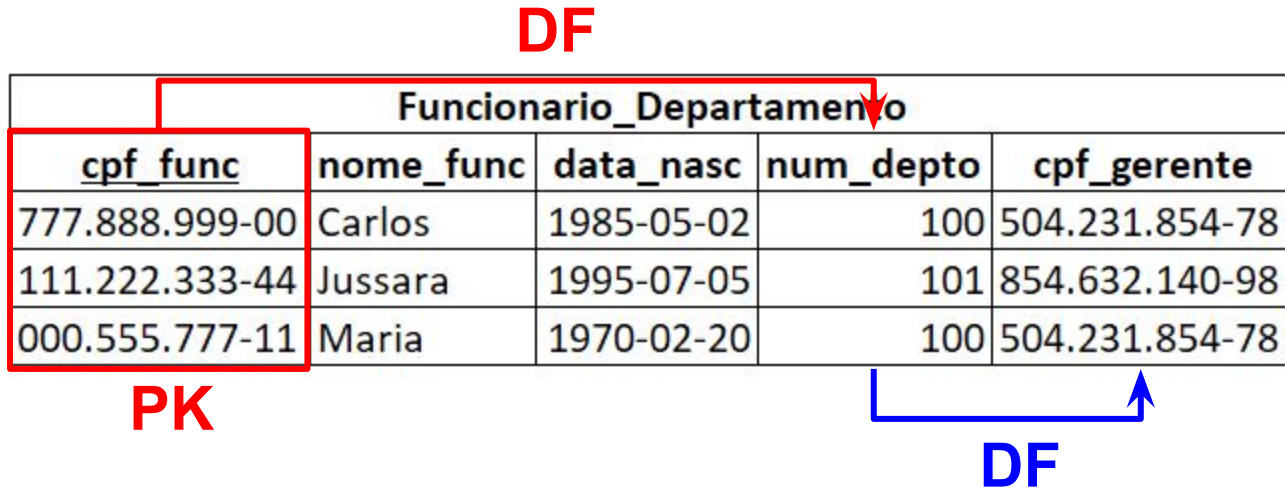 DF
Funcionario_Departamento
cpf_func nome_func data_nasc num_depto cpf_gerente
777.888.999-00 Carlos 1985-05-02 100 504.231.854-78
111.222.333-44 Jussara 1995-07-05 101 854.632.140-98
000.555.777-11 Maria 1970-02-20 100 504.231.854-78
PK
DF